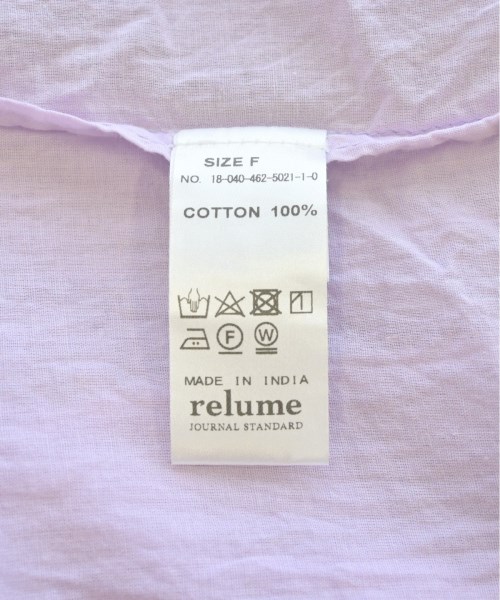 SIZE F
NO. 18-040-462-5021-1-0
COTTON 100%
F W
MADE IN INDIA
relume
JOURNAL STANDARD